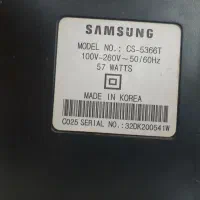 SAMSUNG
MODEL NO.: CS-5366T
100V-260V~50/60Hz
57 WATTS
MADE IN KOREA
C025 SERIAL NO.: 32DK200541W